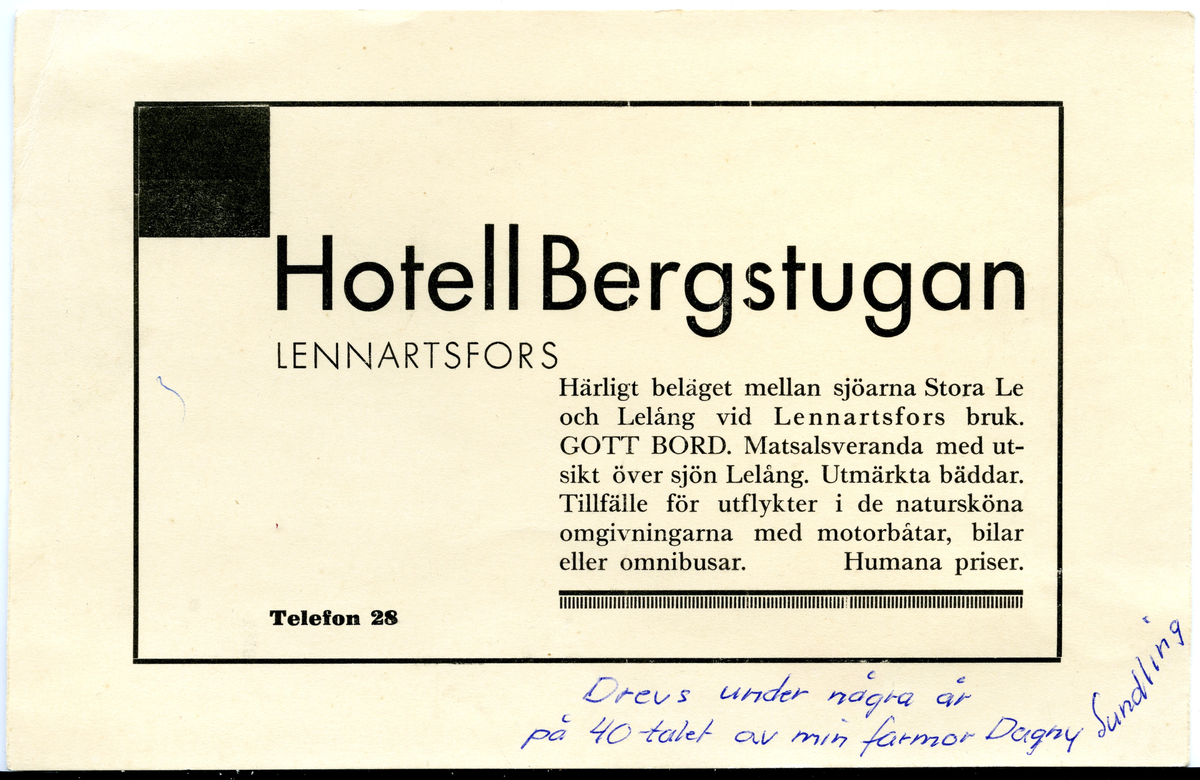 Hotell Bergstugan
LENNARTSFORS
Härligt beläget mellan sjöarna Stora Le
och Lelång vid Lennartsfors bruk.
GOTT BORD. Matsalsveranda med ut-
sikt över sjön Lelång. Utmärkta bäddar.
Tillfälle för utflykter i de natursköna
omgivningarna med motorbåtar, bilar
eller omnibusar. Humana priser.
Telefon 28
Drevs under några år
på 40-talet av min farmor Dagny Sundling